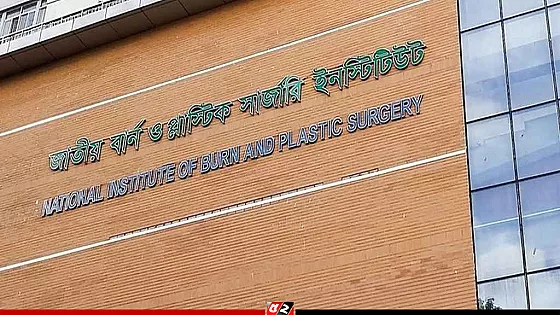 জাতীয় বার্ন ও প্লাস্টিক সার্জারি ইনস্টিটিউট
NATIONAL INSTITUTE OF BURN AND PLASTIC SURGERY